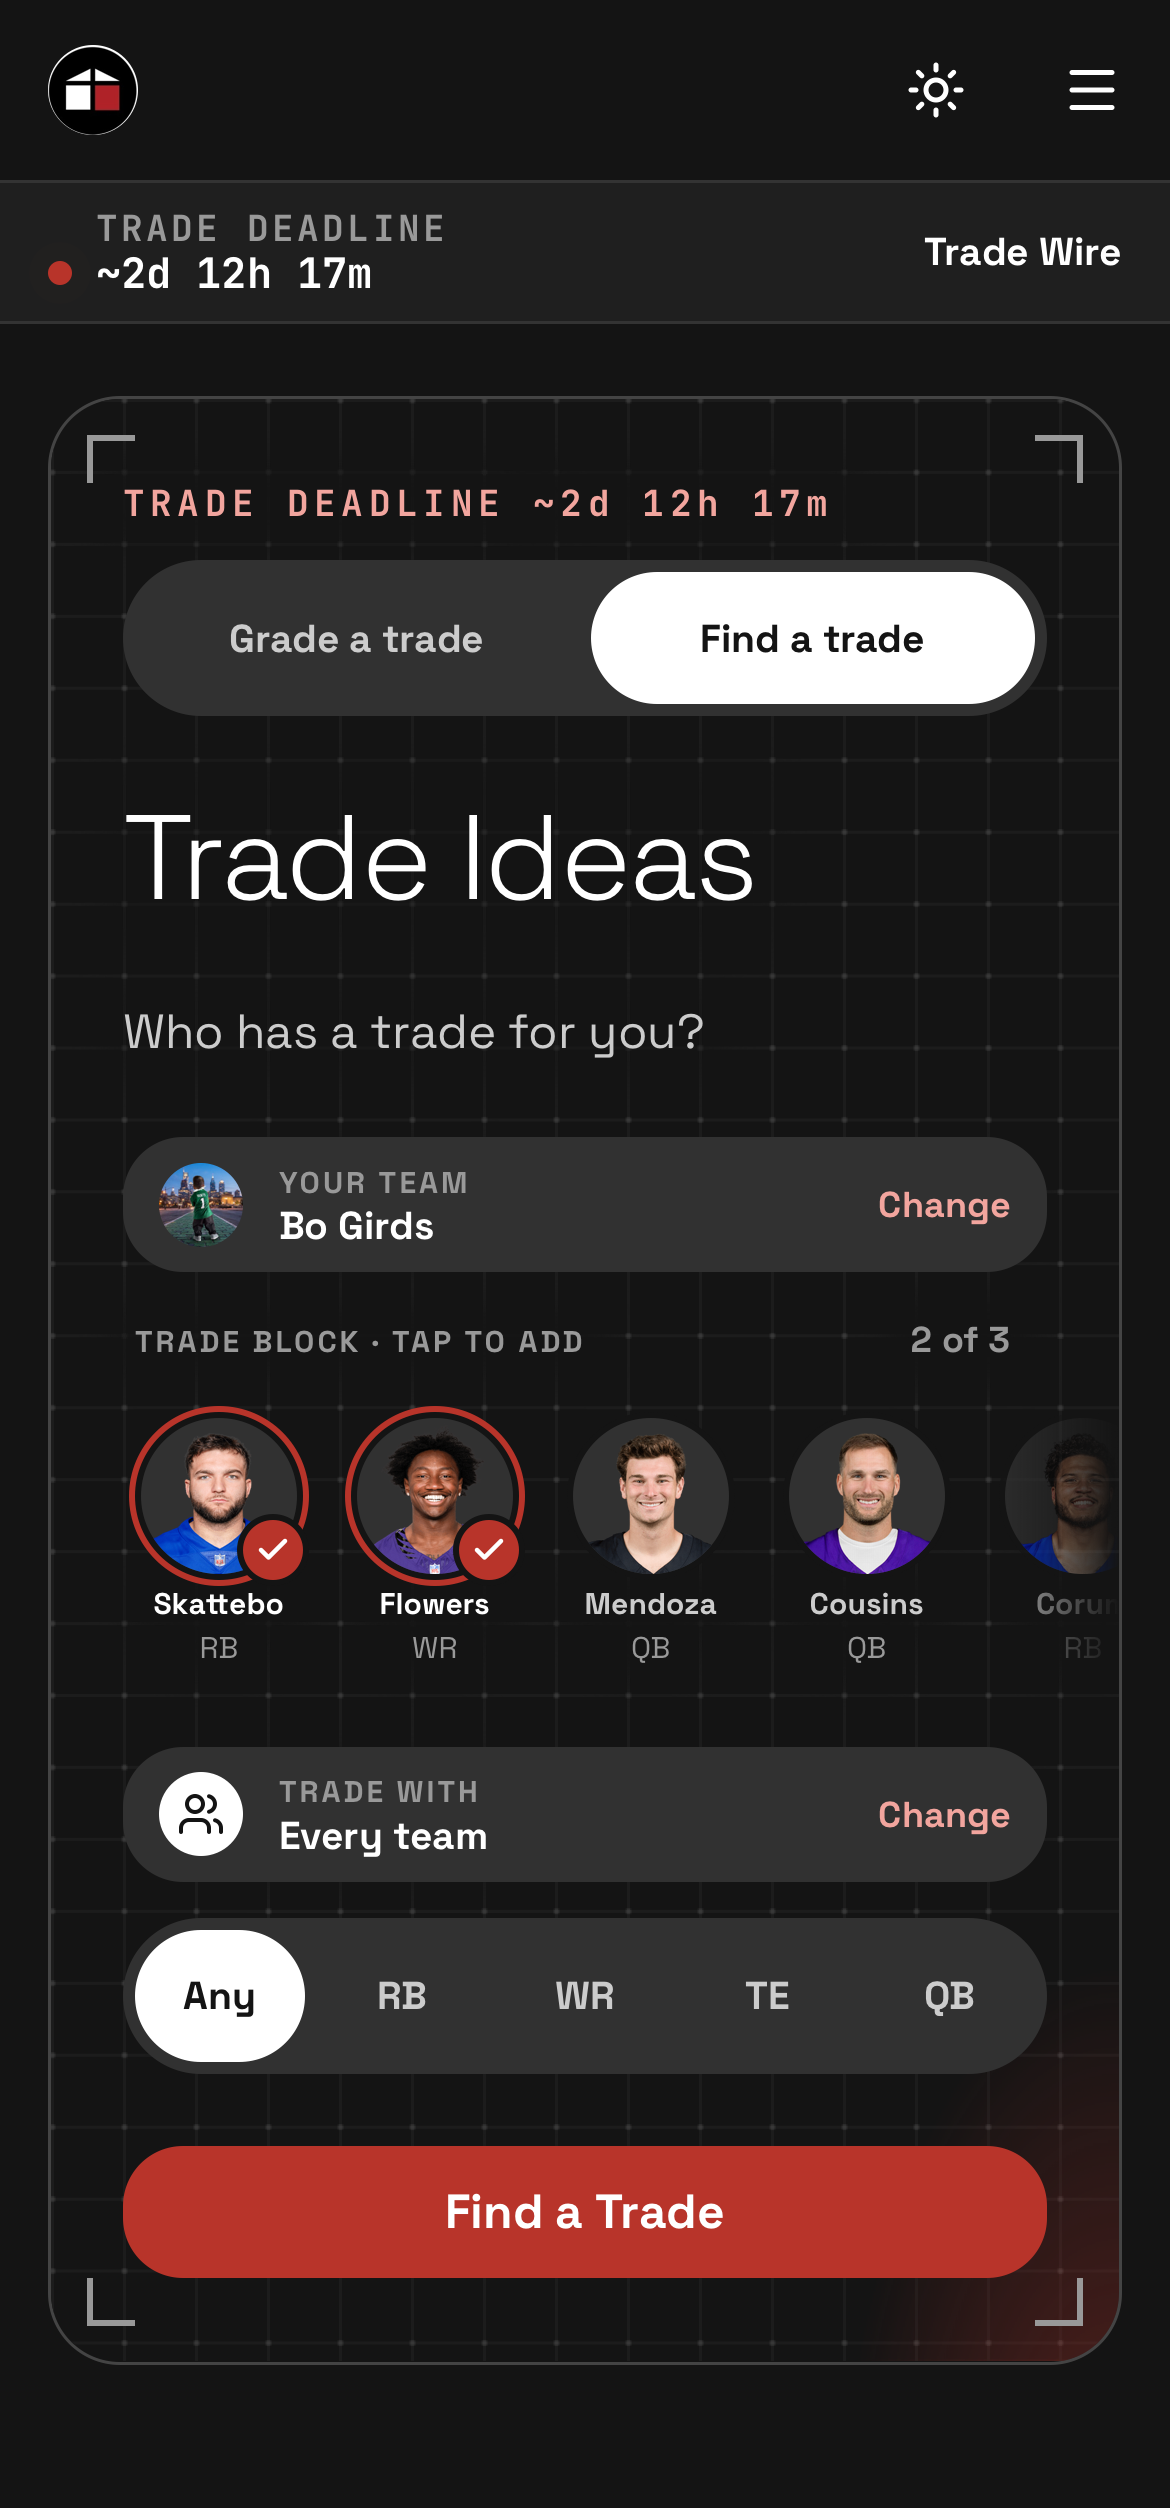 TRADE DEADLINE
~2d 12h 17m
Trade Wire
TRADE DEADLINE ~2d 12h 17m
Grade a trade
Find a trade
Trade Ideas
Who has a trade for you?
YOUR TEAM
Bo Girds
Change
TRADE BLOCK · TAP TO ADD
2 of 3
Skattebo
Flowers
Mendoza
Cousins
RB
WR
QB
QB
RB
TRADE WITH
Every team
Change
Any
RB
WR
TE
QB
Find a Trade